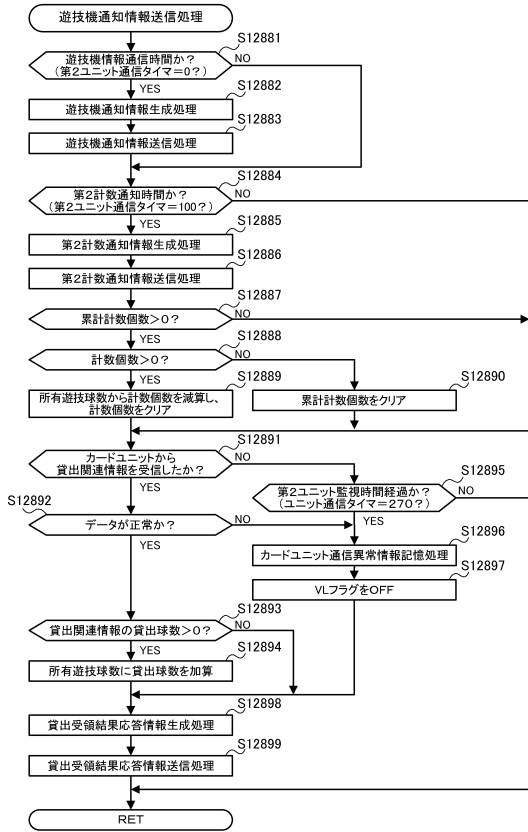 遊技機通知情報送信処理
S12881
遊技機情報通信時間か?
(第2ユニット通信タイマ=0?)
NO
YES
S12882
遊技機通知情報生成処理
S12883
遊技機通知情報送信処理
S12884
第2計数通知時間か?
(第2ユニット通信タイマ=100?)
NO
YES
S12885
第2計数通知情報生成処理
S12886
第2計数通知情報送信処理
S12887
累計計数個数>0?
NO
YES
S12888
計数個数>0?
NO
YES
S12889
所有遊技球数から計数個数を減算し、
計数個数をクリア
S12890
累計計数個数をクリア
S12891
カードユニットから
貸出関連情報を受信したか?
NO
YES
S12895
第2ユニット監視時間経過か?
(ユニット通信タイマ=270?)
NO
YES
S12892
データが正常か?
NO
YES
S12896
カードユニット通信異常情報記憶処理
S12897
VLフラグをOFF
S12893
貸出関連情報の貸出球数>0?
NO
YES
S12894
所有遊技球数に貸出球数を加算
S12898
貸出受領結果応答情報生成処理
S12899
貸出受領結果応答情報送信処理
RET